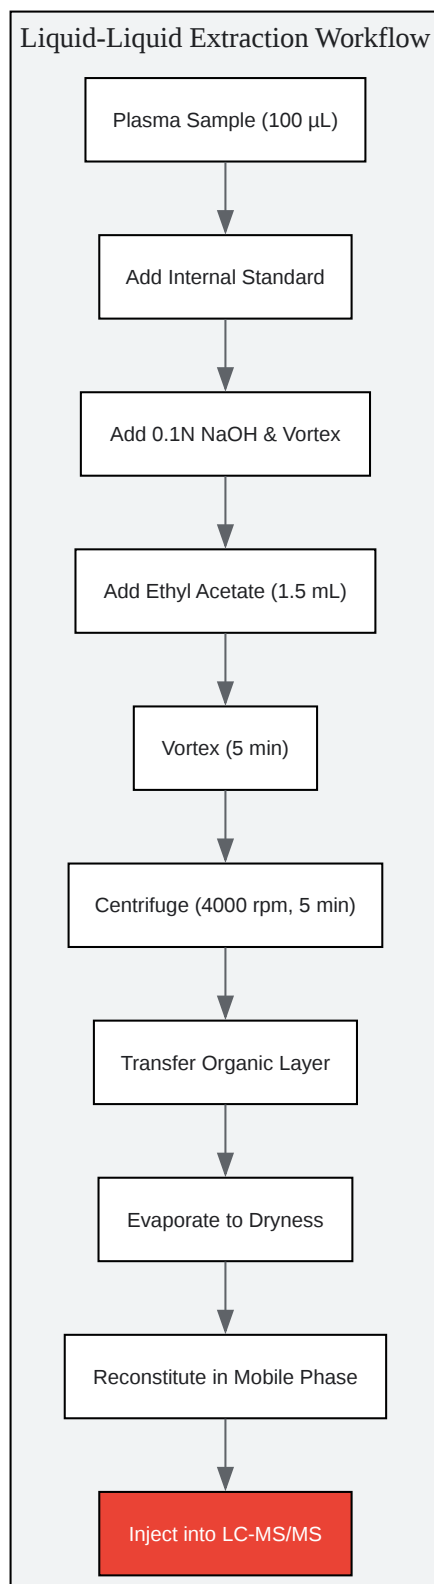 Liquid-Liquid Extraction Workflow
Plasma Sample (100 µL)
Add Internal Standard
Add 0.1N NaOH & Vortex
Add Ethyl Acetate (1.5 mL)
Vortex (5 min)
Centrifuge (4000 rpm, 5 min)
Transfer Organic Layer
Evaporate to Dryness
Reconstitute in Mobile Phase
Inject into LC-MS/MS